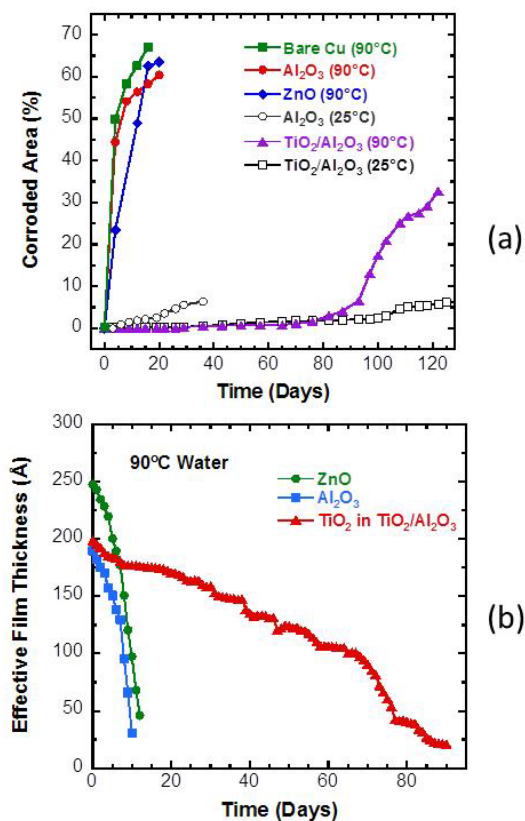 70
60
50
40
30
20
10
0
Corroded Area (%)
Bare Cu (90°C)
Al₂O₃ (90°C)
ZnO (90°C)
Al₂O₃ (25°C)
TiO₂/Al₂O₃ (90°C)
TiO₂/Al₂O₃ (25°C)
(a)
0 20 40 60 80 100 120
Time (Days)
300
250
200
150
100
50
0
Effective Film Thickness (Å)
90°C Water
ZnO
Al₂O₃
TiO₂ in TiO₂/Al₂O₃
(b)
0 20 40 60 80
Time (Days)